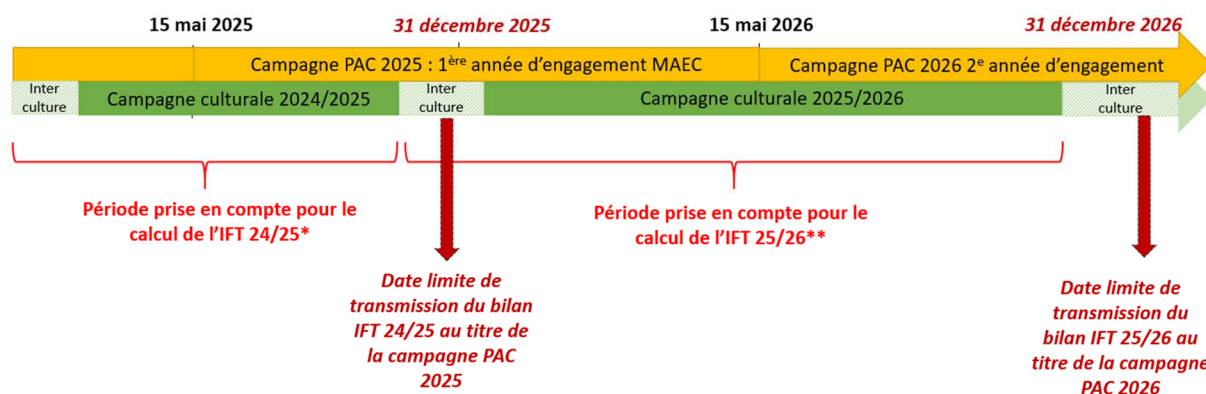 15 mai 2025
31 décembre 2025
15 mai 2026
31 décembre 2026
Campagne PAC 2025 : 1ère année d'engagement MAEC
Campagne PAC 2026 2e année d'engagement
Inter
culture
Campagne culturale 2024/2025
Inter
culture
Campagne culturale 2025/2026
Inter
culture
Période prise en compte pour le
calcul de l'IFT 24/25*
Période prise en compte pour le
calcul de l'IFT 25/26**
Date limite de
transmission du bilan
IFT 24/25 au titre de
la campagne PAC
2025
Date limite de
transmission du
bilan IFT 25/26 au
titre de la campagne
PAC 2026